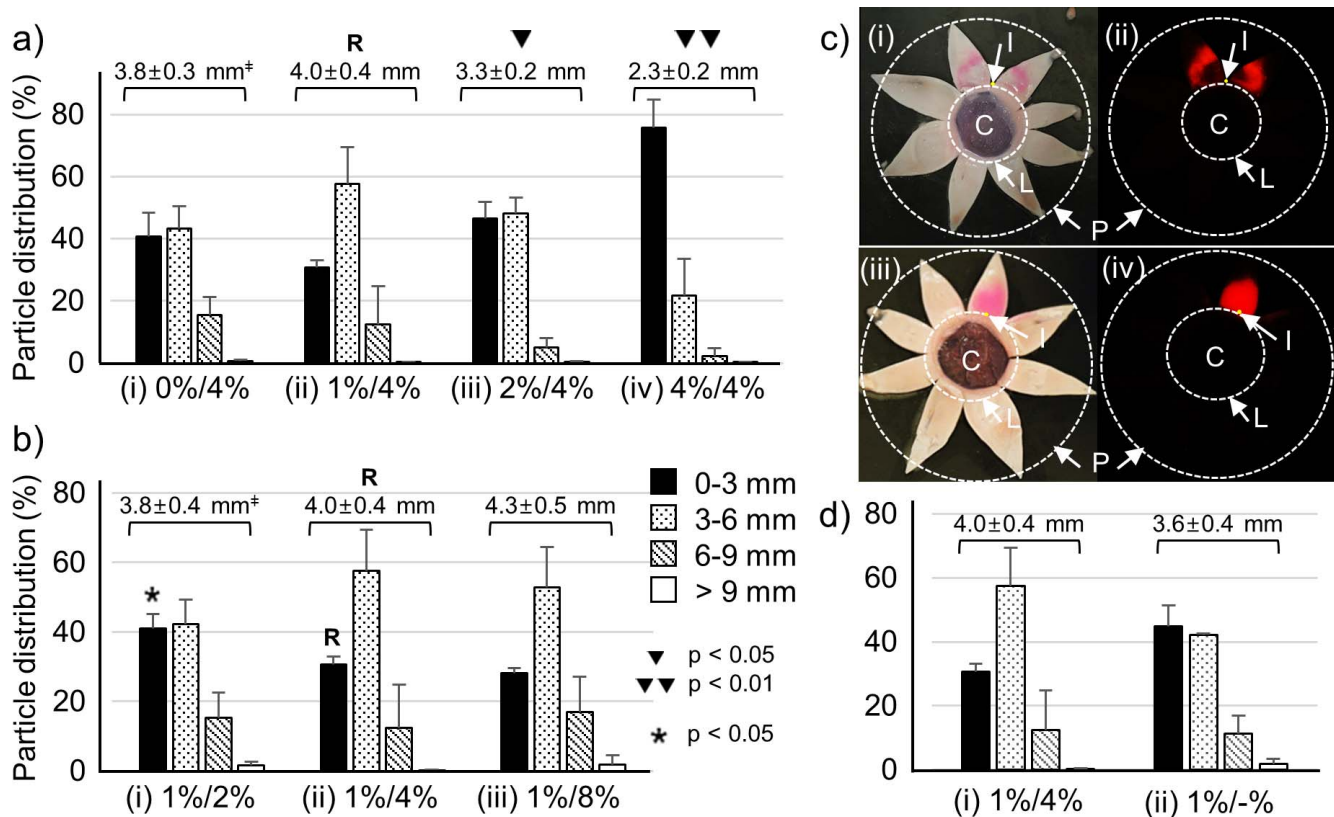 a)
R
▼
▼▼
3.8±0.3 mm‡
4.0±0.4 mm
3.3±0.2 mm
2.3±0.2 mm
Particle distribution (%)
80
60
40
20
0
(i) 0%/4%
(ii) 1%/4%
(iii) 2%/4%
(iv) 4%/4%
b)
R
3.8±0.4 mm‡
4.0±0.4 mm
4.3±0.5 mm
Particle distribution (%)
80
60
40
20
0
*
R
(i) 1%/2%
(ii) 1%/4%
(iii) 1%/8%
0-3 mm
3-6 mm
6-9 mm
> 9 mm
▼ p < 0.05
▼▼ p < 0.01
* p < 0.05
c)
(i)
I
C
L
P
(ii)
I
C
L
(iii)
I
C
L
P
(iv)
I
C
L
d)
4.0±0.4 mm
3.6±0.4 mm
80
60
40
20
0
(i) 1%/4%
(ii) 1%/-%